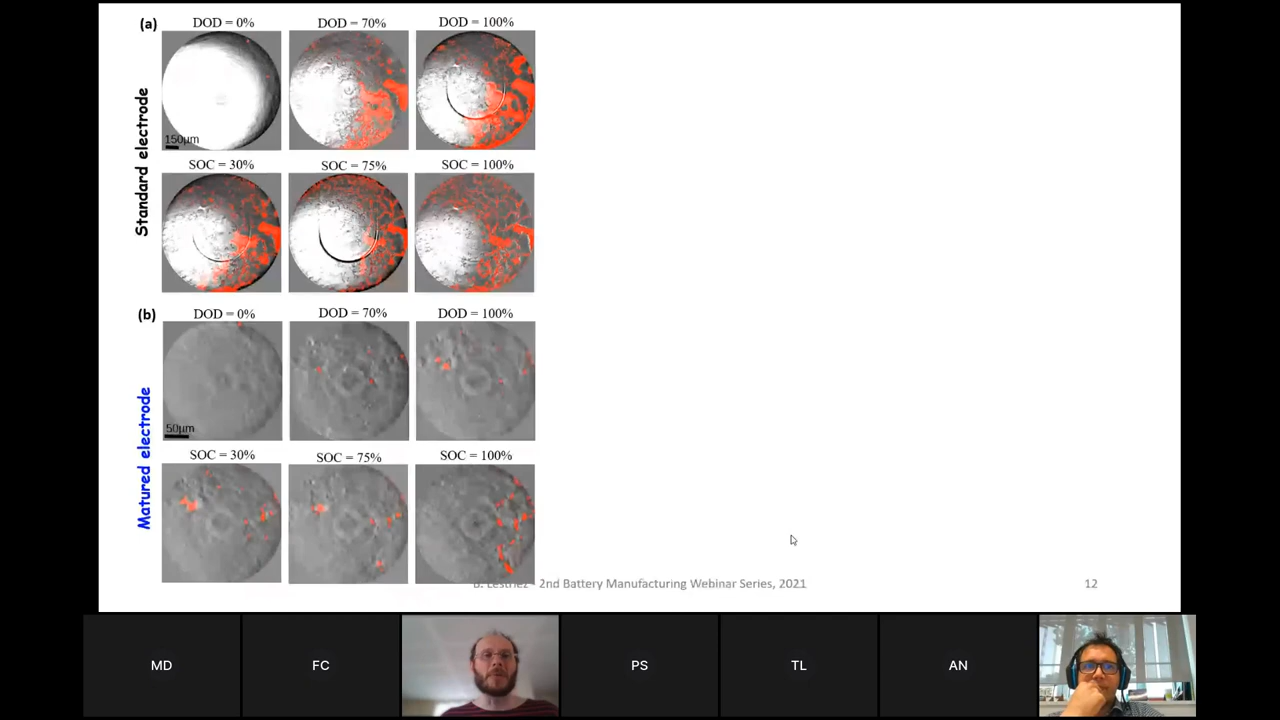 (a)
DOD = 0%
DOD = 70%
DOD = 100%
Standard electrode
150μm
SOC = 30%
SOC = 75%
SOC = 100%
(b)
DOD = 0%
DOD = 70%
DOD = 100%
Matured electrode
50μm
SOC = 30%
SOC = 75%
SOC = 100%
B. Lestriez - 2nd Battery Manufacturing Webinar Series, 2021
12
MD
FC
PS
TL
AN